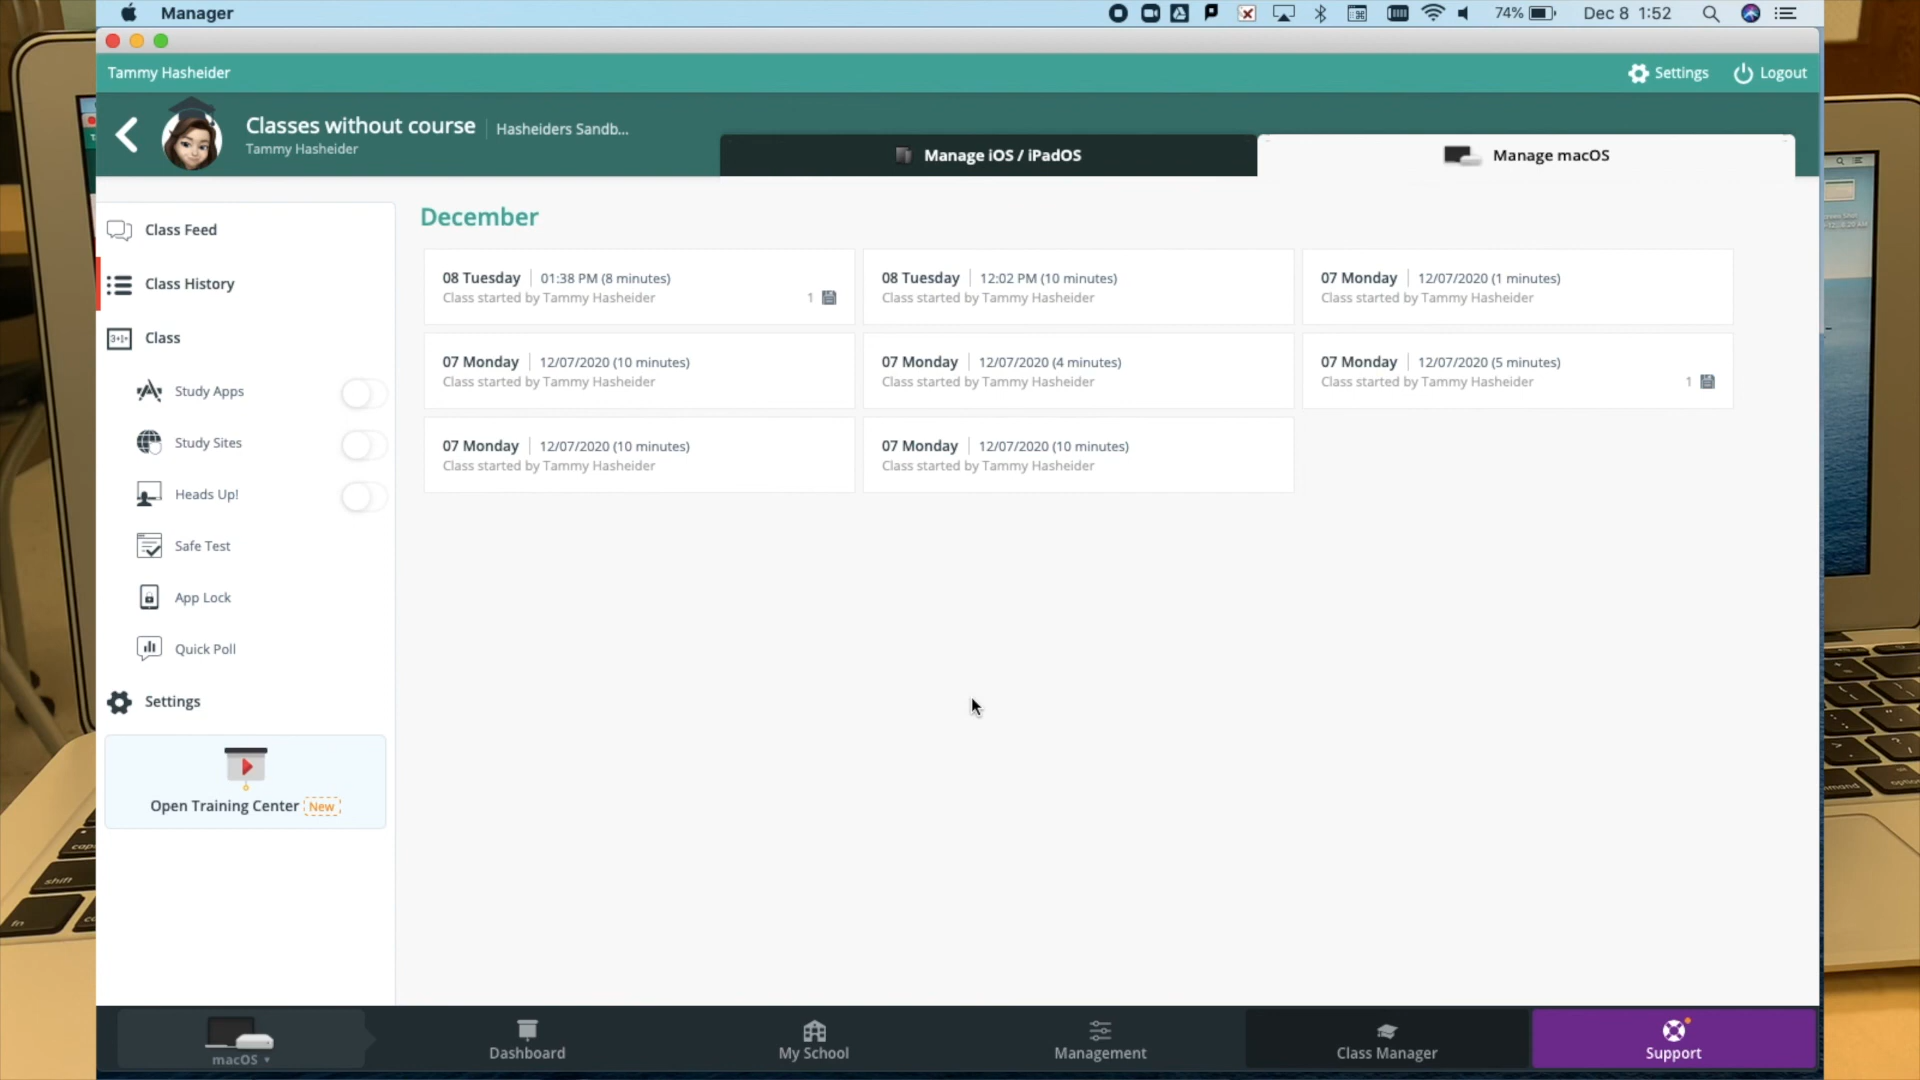 Manager
74%
Dec 8 1:52
Tammy Hasheider
Settings
Logout
Classes without course
Hasheiders Sandb...
Tammy Hasheider
Manage iOS / iPadOS
Manage macOS
Class Feed
Class History
Class
Study Apps
Study Sites
Heads Up!
Safe Test
App Lock
Quick Poll
Settings
Open Training Center New
December
08 Tuesday 01:38 PM (8 minutes)
Class started by Tammy Hasheider
1
08 Tuesday 12:02 PM (10 minutes)
Class started by Tammy Hasheider
07 Monday 12/07/2020 (1 minutes)
Class started by Tammy Hasheider
07 Monday 12/07/2020 (10 minutes)
Class started by Tammy Hasheider
07 Monday 12/07/2020 (4 minutes)
Class started by Tammy Hasheider
07 Monday 12/07/2020 (5 minutes)
Class started by Tammy Hasheider
1
07 Monday 12/07/2020 (10 minutes)
Class started by Tammy Hasheider
07 Monday 12/07/2020 (10 minutes)
Class started by Tammy Hasheider
macOS
Dashboard
My School
Management
Class Manager
Support
shift
fn
command